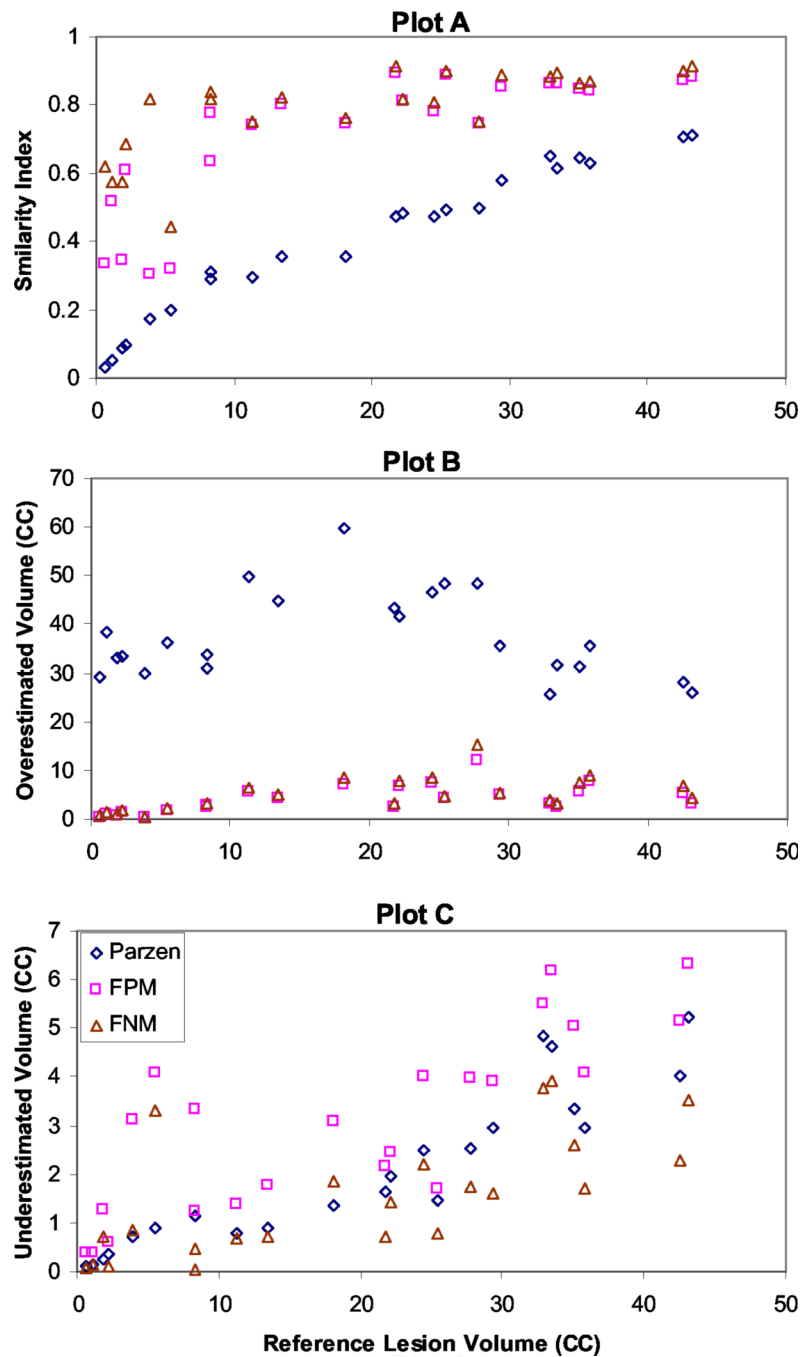 Plot A
1
0.8
0.6
0.4
0.2
0
Smilarity Index
0 10 20 30 40 50
Plot B
70
60
50
40
30
20
10
0
Overestimated Volume (CC)
0 10 20 30 40 50
Plot C
7
6
5
4
3
2
1
0
Underestimated Volume (CC)
Parzen
FPM
FNM
0 10 20 30 40 50
Reference Lesion Volume (CC)